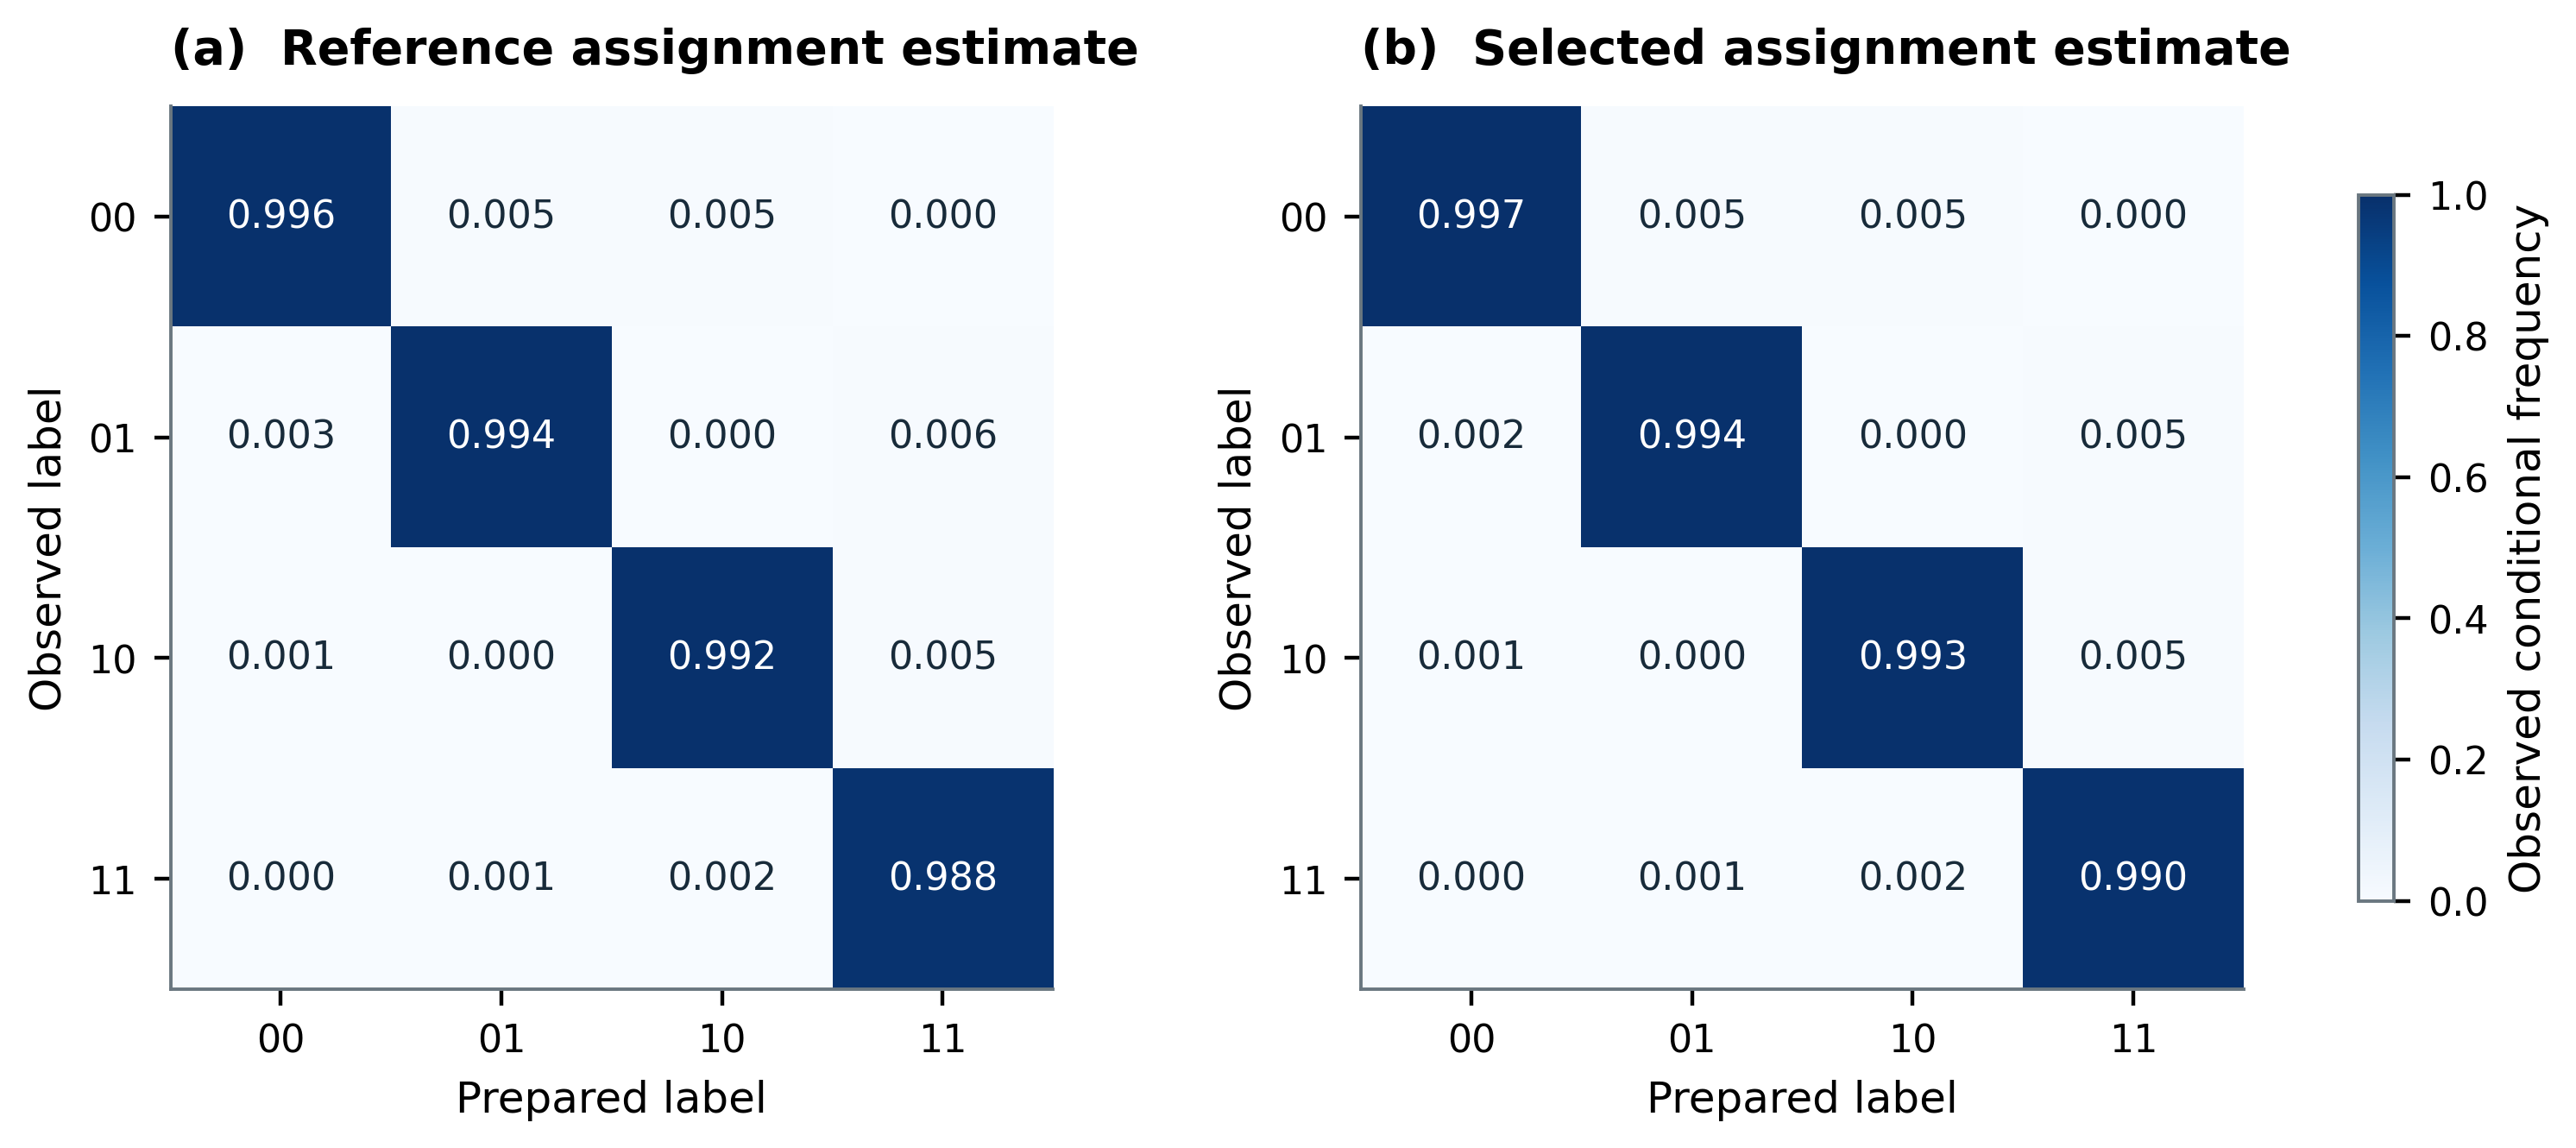 (a) Reference assignment estimate
Observed label
00 0.996 0.005 0.005 0.000
01 0.003 0.994 0.000 0.006
10 0.001 0.000 0.992 0.005
11 0.000 0.001 0.002 0.988
00 01 10 11
Prepared label
(b) Selected assignment estimate
Observed label
00 0.997 0.005 0.005 0.000
01 0.002 0.994 0.000 0.005
10 0.001 0.000 0.993 0.005
11 0.000 0.001 0.002 0.990
00 01 10 11
Prepared label
1.0
0.8
0.6
0.4
0.2
0.0
Observed conditional frequency